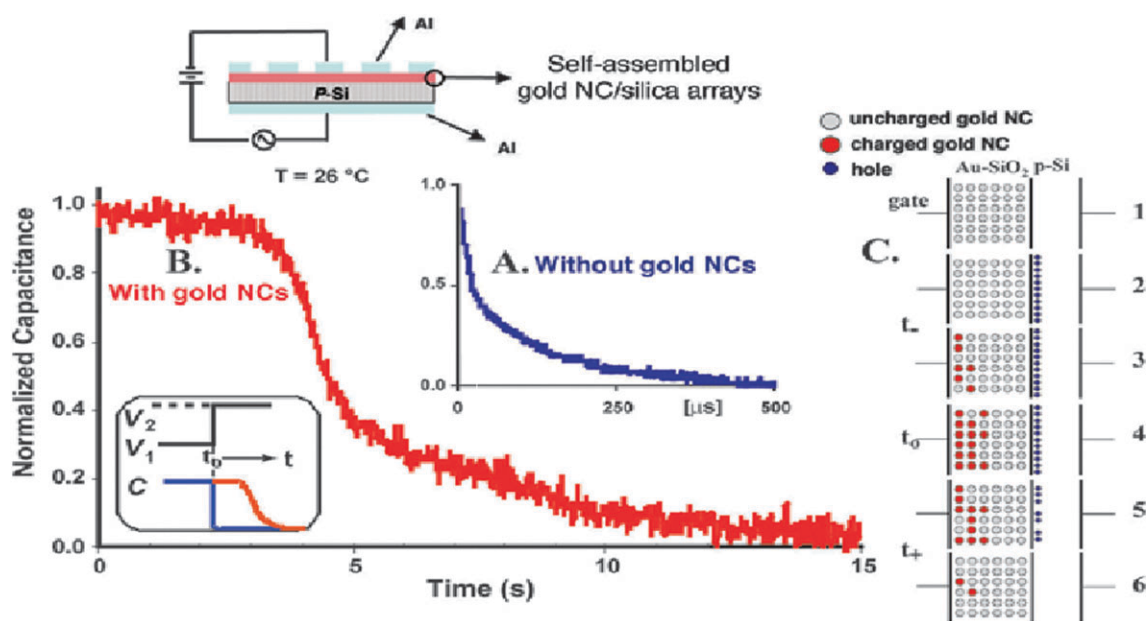 Al
Self-assembled
gold NC/silica arrays
P-Si
Al
T = 26 °C
uncharged gold NC
charged gold NC
hole
Au-SiO₂ p-Si
gate
1
C.
2
t₋
3
t₀
4
5
t₊
6
Normalized Capacitance
1.0
0.8
0.6
0.4
0.2
0.0
B.
With gold NCs
1.0
0.5
0.0
A. Without gold NCs
0
250
[µs]
500
V₂
V₁
t₀
t
C
0
5
10
15
Time (s)